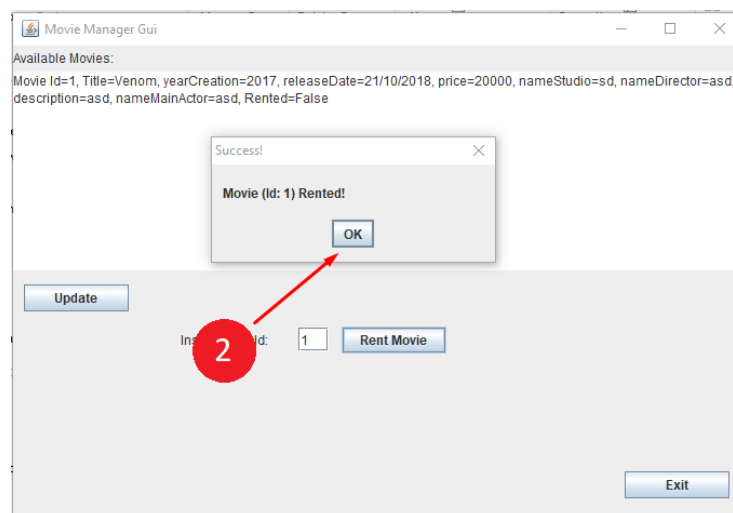 Movie Manager Gui
Available Movies:
Movie Id=1, Title=Venom, yearCreation=2017, releaseDate=21/10/2018, price=20000, nameStudio=sd, nameDirector=asd,
description=asd, nameMainActor=asd, Rented=False
Success!
Movie (Id: 1) Rented!
OK
Update
2
1
Rent Movie
Exit